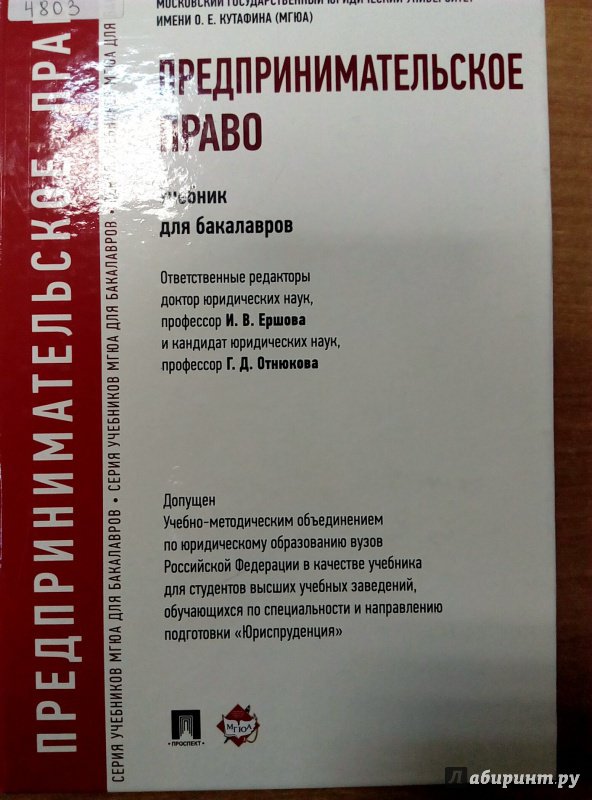 4803
МОСКОВСКИЙ ГОСУДАРСТВЕННЫЙ ЮРИДИЧЕСКИЙ УНИВЕРСИТЕТ
ИМЕНИ О. Е. КУТАФИНА (МГЮА)
ПРЕДПРИНИМАТЕЛЬСКОЕ
ПРАВО
учебник
для бакалавров
Ответственные редакторы
доктор юридических наук,
профессор И. В. Ершова
и кандидат юридических наук,
профессор Г. Д. Отнюкова
Допущен
Учебно-методическим объединением
по юридическому образованию вузов
Российской Федерации в качестве учебника
для студентов высших учебных заведений,
обучающихся по специальности и направлению
подготовки «Юриспруденция»
ПРОСПЕКТ
МГЮА
ПРЕДПРИНИМАТЕЛЬСКОЕ ПРА
СЕРИЯ УЧЕБНИКОВ МГЮА ДЛЯ БАКАЛАВРОВ • СЕРИЯ УЧЕБНИКОВ МГЮА ДЛЯ БАКАЛАВРОВ • МГЮА ДЛЯ
Лабиринт.ру